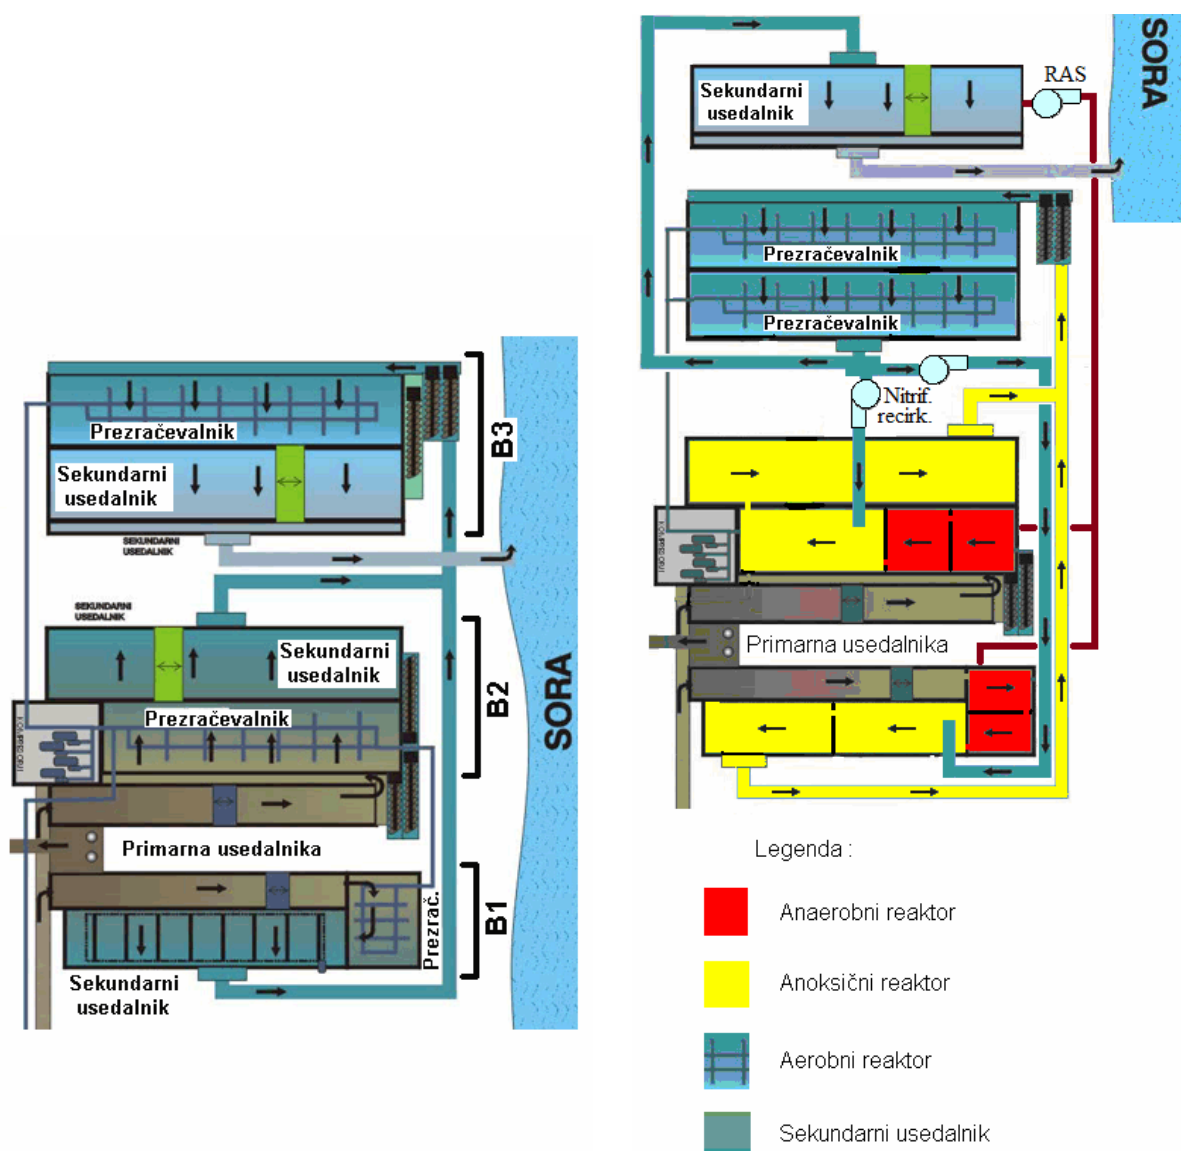 Prezračevalnik
Sekundarni
usedalnik
B3
SEKUNDARNI
USEDALNIK
SEKUNDARNI
USEDALNIK
Sekundarni
usedalnik
Prezračevalnik
KOMPRESORJI
B2
SORA
Primarna usedalnika
B1
Prezrač.
Sekundarni
usedalnik
SORA
RAS
Sekundarni
usedalnik
Prezračevalnik
Prezračevalnik
Nitrif.
recirk.
KOMPRESORJI
Primarna usedalnika
Legenda :
Anaerobni reaktor
Anoksični reaktor
Aerobni reaktor
Sekundarni usedalnik